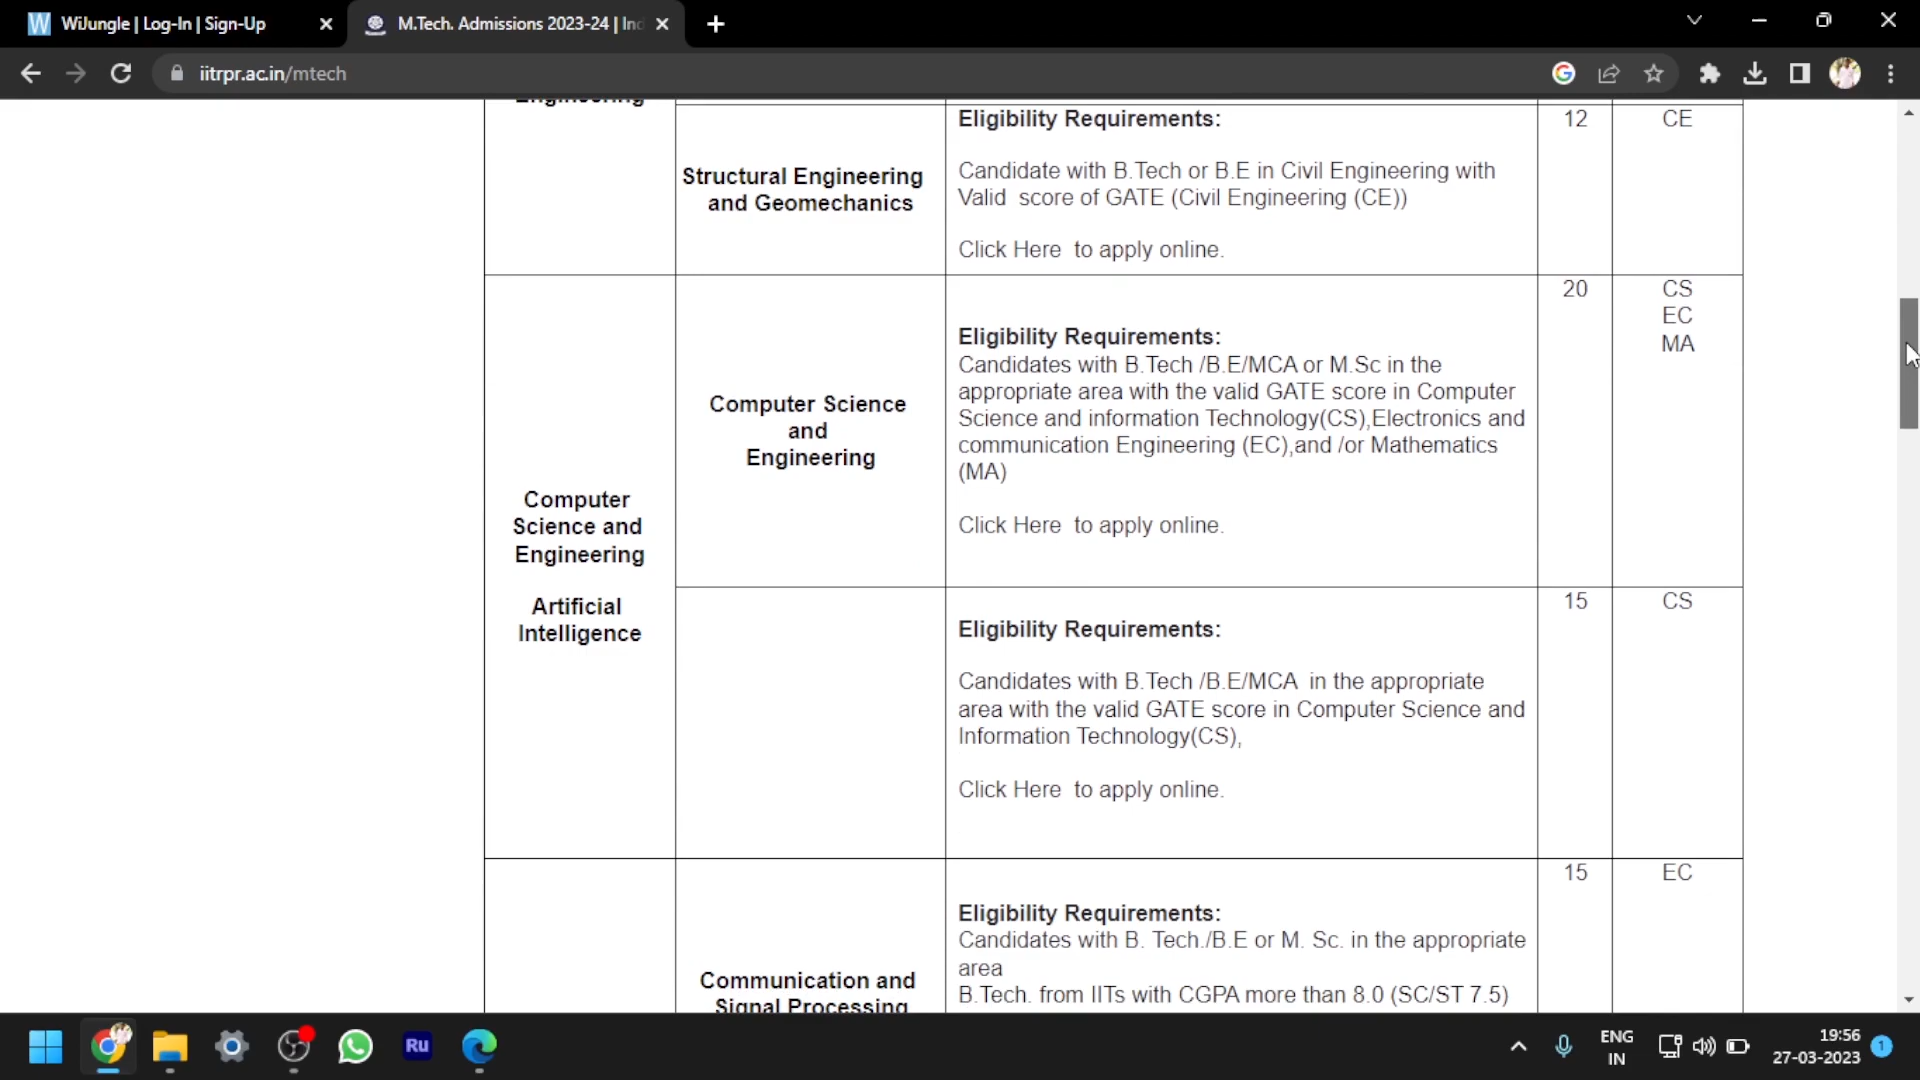 WiJungle | Log-In | Sign-Up
M.Tech. Admissions 2023-24 | Ind
iitrpr.ac.in/mtech
Engineering
Structural Engineering
and Geomechanics
Eligibility Requirements:
Candidate with B.Tech or B.E in Civil Engineering with
Valid score of GATE (Civil Engineering (CE))
Click Here to apply online.
12
CE
Computer
Science and
Engineering
Artificial
Intelligence
Computer Science
and
Engineering
Eligibility Requirements:
Candidates with B.Tech /B.E/MCA or M.Sc in the
appropriate area with the valid GATE score in Computer
Science and information Technology(CS),Electronics and
communication Engineering (EC),and /or Mathematics
(MA)
Click Here to apply online.
20
CS
EC
MA
Eligibility Requirements:
Candidates with B.Tech /B.E/MCA in the appropriate
area with the valid GATE score in Computer Science and
Information Technology(CS),
Click Here to apply online.
15
CS
Communication and
Signal Processing
Eligibility Requirements:
Candidates with B. Tech./B.E or M. Sc. in the appropriate
area
B.Tech. from IITs with CGPA more than 8.0 (SC/ST 7.5)
15
EC
Ru
ENG
IN
19:56
27-03-2023
1